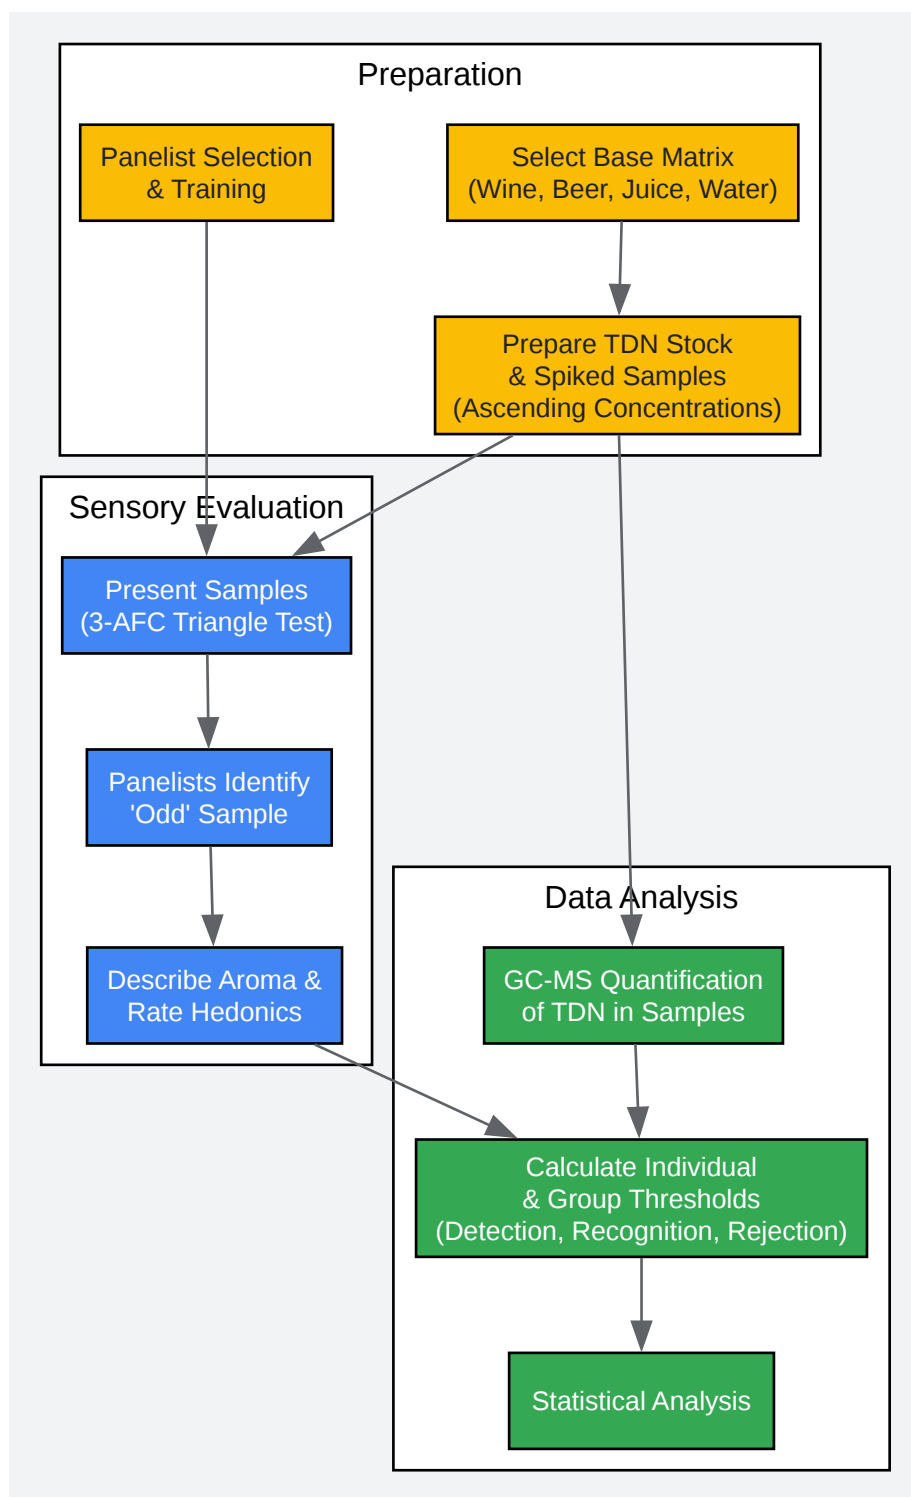 Preparation
Panelist Selection
& Training
Select Base Matrix
(Wine, Beer, Juice, Water)
Prepare TDN Stock
& Spiked Samples
(Ascending Concentrations)
Sensory Evaluation
Present Samples
(3-AFC Triangle Test)
Panelists Identify
'Odd' Sample
Describe Aroma &
Rate Hedonics
Data Analysis
GC-MS Quantification
of TDN in Samples
Calculate Individual
& Group Thresholds
(Detection, Recognition, Rejection)
Statistical Analysis